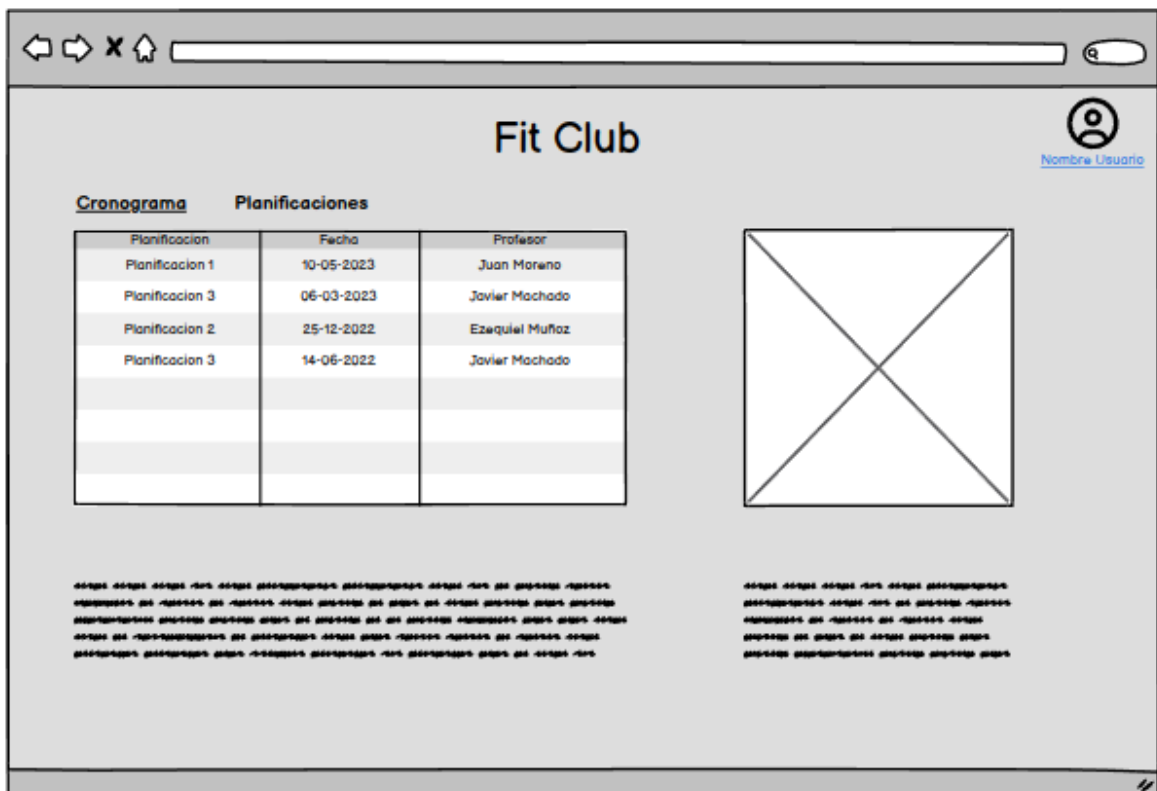 Fit Club
Nombre Usuario
Cronograma Planificaciones
Planificacion Fecha Profesor
Planificacion 1 10-05-2023 Juan Moreno
Planificacion 3 06-03-2023 Javier Machado
Planificacion 2 25-12-2022 Ezequiel Muñoz
Planificacion 3 14-06-2022 Javier Machado